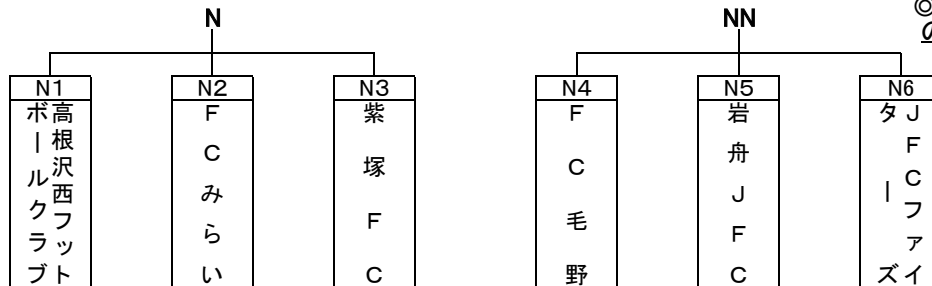 ◎
の
N
NN
N1
N2
N3
N4
N5
N6
高根沢西フット
ボールクラブ
FCみらい
紫塚FC
FC毛野
岩舟JFC
JFCファイ
ターズ